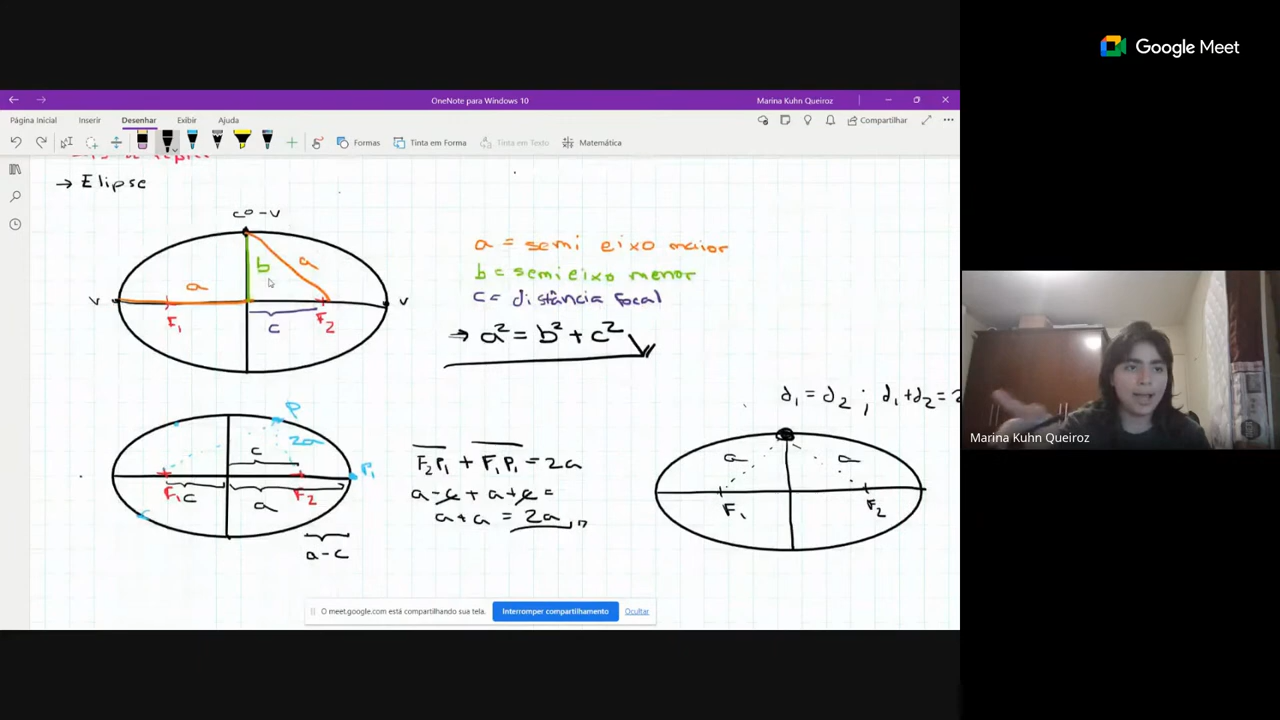 Google Meet
OneNote para Windows 10
Marina Kuhn Queiroz
Página Inicial Inserir Desenhar Exibir Ajuda
Compartilhar
Formas Tinta em Forma Tinta em Texto Matemática
→ Elipse
co-v
a = semi eixo maior
b = semi eixo menor
c = distância focal
⇒ a² = b² + c²
b a
a
v v
F₁ c F₂
d₁ = d₂ ; d₁+d₂ = 2
P
2a
c
P₁
F₁ c F₂
a
a - c
F₂P₁ + F₁P₁ = 2a
a - c + a + c =
a + a = 2a
a a
F₁ F₂
Marina Kuhn Queiroz
O meet.google.com está compartilhando sua tela.
Interromper compartilhamento
Ocultar